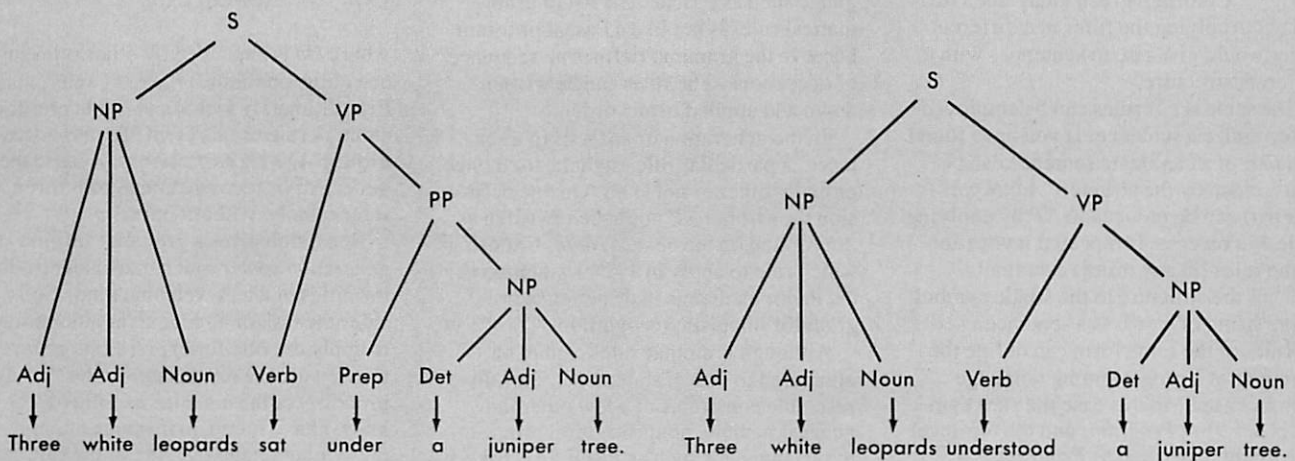 S
NP VP
PP
NP
Adj Adj Noun Verb Prep Det Adj Noun
Three white leopards sat under a juniper tree.
S
NP VP
NP
Adj Adj Noun Verb Det Adj Noun
Three white leopards understood a juniper tree.